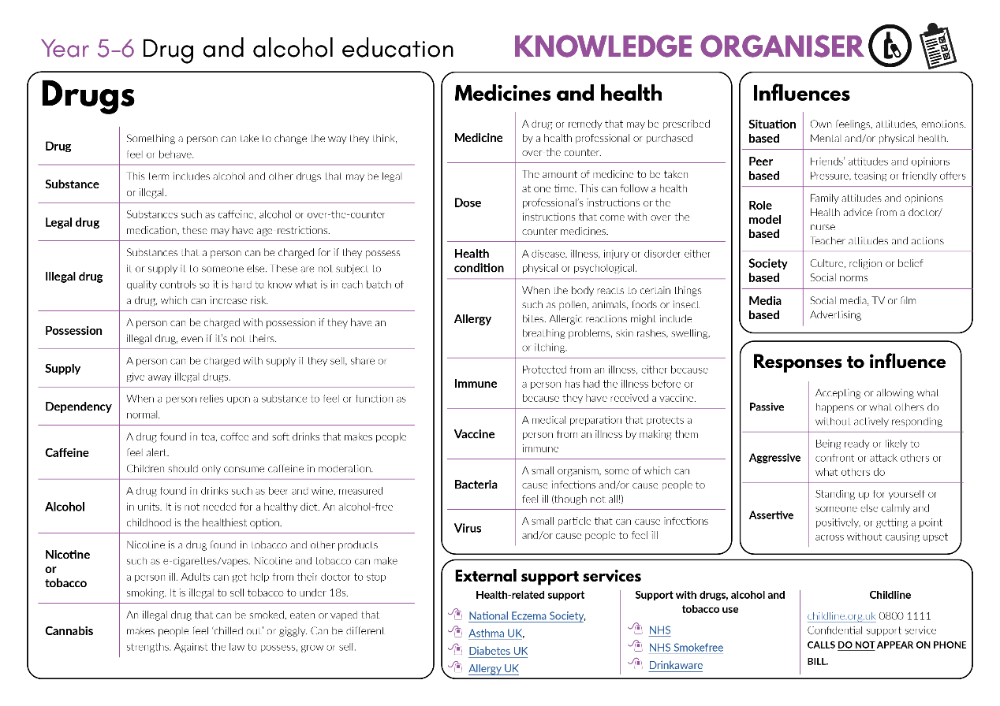 Year 5-6 Drug and alcohol education
KNOWLEDGE ORGANISER
Drugs
Drug
Something a person can take to change the way they think,
feel or behave.
Substance
This term includes alcohol and other drugs that may be legal
or illegal.
Legal drug
Substances such as caffeine, alcohol or over-the-counter
medication, these may have age-restrictions.
Illegal drug
Substances that a person can be charged for if they possess
it or supply it to someone else. These are not subject to
quality controls so it is hard to know what is in each batch of
a drug, which can increase risk.
Possession
A person can be charged with possession if they have an
illegal drug, even if it's not theirs.
Supply
A person can be charged with supply if they sell, share or
give away illegal drugs.
Dependency
When a person relies upon a substance to feel or function as
normal.
Caffeine
A drug found in tea, coffee and soft drinks that makes people
feel alert.
Children should only consume caffeine in moderation.
Alcohol
A drug found in drinks such as beer and wine, measured
in units. It is not needed for a healthy diet. An alcohol-free
childhood is the healthiest option.
Nicotine
or
tobacco
Nicotine is a drug found in tobacco and other products
such as e-cigarettes/vapes. Nicotine and tobacco can make
a person ill. Adults can get help from their doctor to stop
smoking. It is illegal to sell tobacco to under 18s.
Cannabis
An illegal drug that can be smoked, eaten or vaped that
makes people feel 'chilled out' or giggly. Can be different
strengths. Against the law to possess, grow or sell.
Medicines and health
Medicine
A drug or remedy that may be prescribed
by a health professional or purchased
over the counter.
Dose
The amount of medicine to be taken
at one time. This can follow a health
professional's instructions or the
instructions that come with over the
counter medicines.
Health
condition
A disease, illness, injury or disorder either
physical or psychological.
Allergy
When the body reacts to certain things
such as pollen, animals, foods or insect
bites. Allergic reactions might include
breathing problems, skin rashes, swelling,
or itching.
Immune
Protected from an illness, either because
a person has had the illness before or
because they have received a vaccine.
Vaccine
A medical preparation that protects a
person from an illness by making them
immune
Bacteria
A small organism, some of which can
cause infections and/or cause people to
feel ill (though not all!)
Virus
A small particle that can cause infections
and/or cause people to feel ill
Influences
Situation
based
Own feelings, attitudes, emotions.
Mental and/or physical health.
Peer
based
Friends' attitudes and opinions
Pressure, teasing or friendly offers
Role
model
based
Family attitudes and opinions
Health advice from a doctor/
nurse
Teacher attitudes and actions
Society
based
Culture, religion or belief
Social norms
Media
based
Social media, TV or film
Advertising
Responses to influence
Passive
Accepting or allowing what
happens or what others do
without actively responding
Aggressive
Being ready or likely to
confront or attack others or
what others do
Assertive
Standing up for yourself or
someone else calmly and
positively, or getting a point
across without causing upset
External support services
Health-related support
National Eczema Society,
Asthma UK,
Diabetes UK
Allergy UK
Support with drugs, alcohol and
tobacco use
NHS
NHS Smokefree
Drinkaware
Childline
childline.org.uk 0800 1111
Confidential support service
CALLS DO NOT APPEAR ON PHONE
BILL.